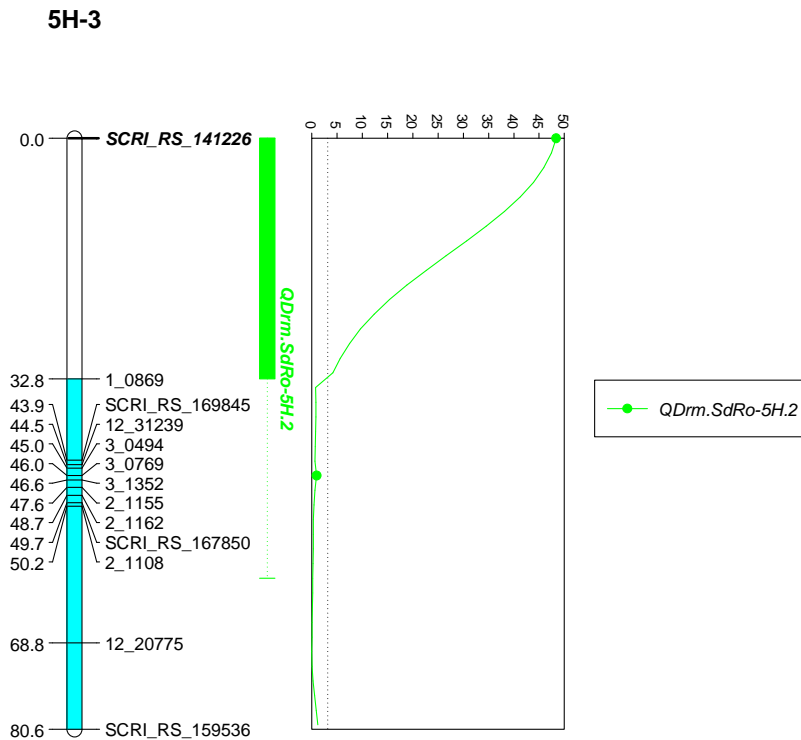 5H-3
0 5 10 15 20 25 30 35 40 45 50
0.0 SCRI_RS_141226
32.8 1_0869
43.9 SCRI_RS_169845
44.5 12_31239
45.0 3_0494
46.0 3_0769
46.6 3_1352
47.6 2_1155
48.7 2_1162
49.7 SCRI_RS_167850
50.2 2_1108
68.8 12_20775
80.6 SCRI_RS_159536
QDrm.SdRo-5H.2
QDrm.SdRo-5H.2